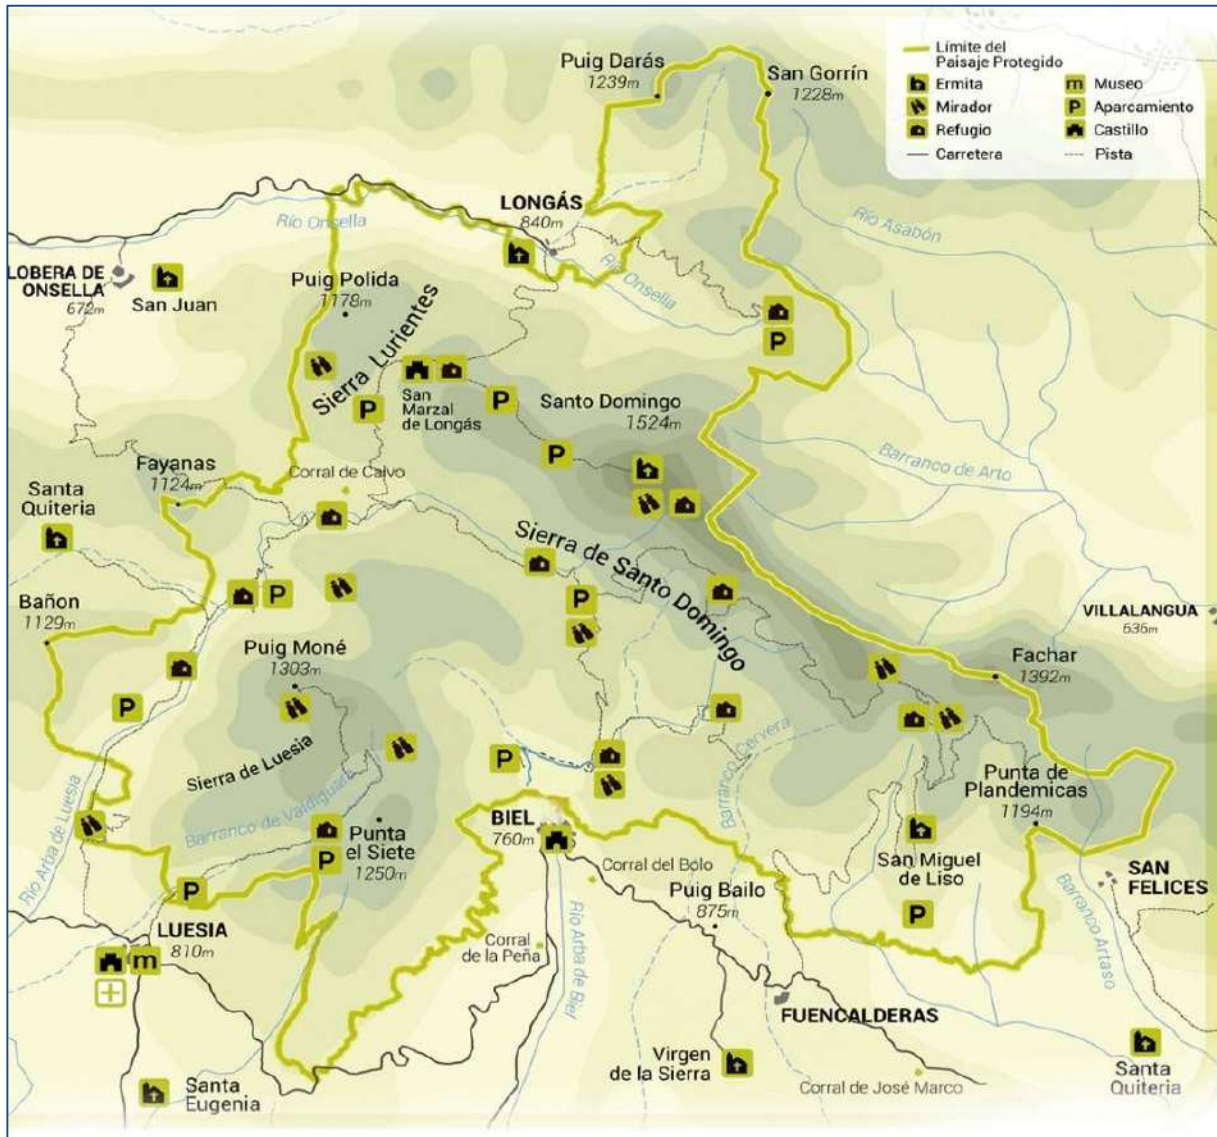 Límite del
Paisaje Protegido
Ermita
Mirador
Refugio
Carretera
m Museo
P Aparcamiento
Castillo
Pista
Puig Darás
1239m
San Gorrín
1228m
LONGÁS
840m
Río Onsella
Río Asabón
LOBERA DE
ONSELLA
672m
San Juan
Puig Polida
1178m
Río Onsella
P
Sierra Lurientes
San
Marzal
de Longás
P
P
Santo Domingo
1524m
P
Barranco de Arto
Fayanas
1124m
Corral de Calvo
Santa
Quiteria
Sierra de Santo Domingo
P
P
Bañon
1129m
VILLALANGUA
636m
Puig Moné
1303m
Fachar
1392m
P
Sierra de Luesia
P
Barranco Cervera
Punta de
Plandemicas
1194m
Río Arba de Luesia
Barranco de Valdiguara
BIEL
760m
Punta
el Siete
1250m
P
P
Corral del Bolo
San Miguel
de Liso
P
SAN
FELICES
Puig Bailo
875m
LUESIA
810m
m
Corral
de la Peña
Río Arba de Biel
Barranco Artaso
FUENCALDERAS
Virgen
de la Sierra
Corral de José Marco
Santa
Quiteria
Santa
Eugenia